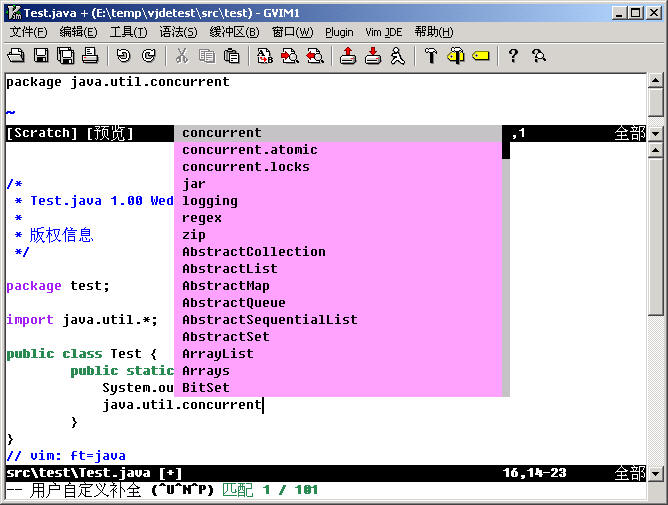 Test.java + (E:\temp\vjdetest\src\test) - GVIM1
文件(F) 编辑(E) 工具(T) 语法(S) 缓冲区(B) 窗口(W) Plugin Vim JDE 帮助(H)
package java.util.concurrent
~
[Scratch] [预览] ,1 全部
concurrent
concurrent.atomic
concurrent.locks
jar
logging
regex
zip
AbstractCollection
AbstractList
AbstractMap
AbstractQueue
AbstractSequentialList
AbstractSet
ArrayList
Arrays
BitSet
/*
* Test.java 1.00 Wed
*
* 版权信息
*/
package test;
import java.util.*;
public class Test {
public static
System.ou
java.util.concurrent
}
}
// vim: ft=java
src\test\Test.java [+] 16,14-23 全部
-- 用户自定义补全 (^U^N^P) 匹配 1 / 101